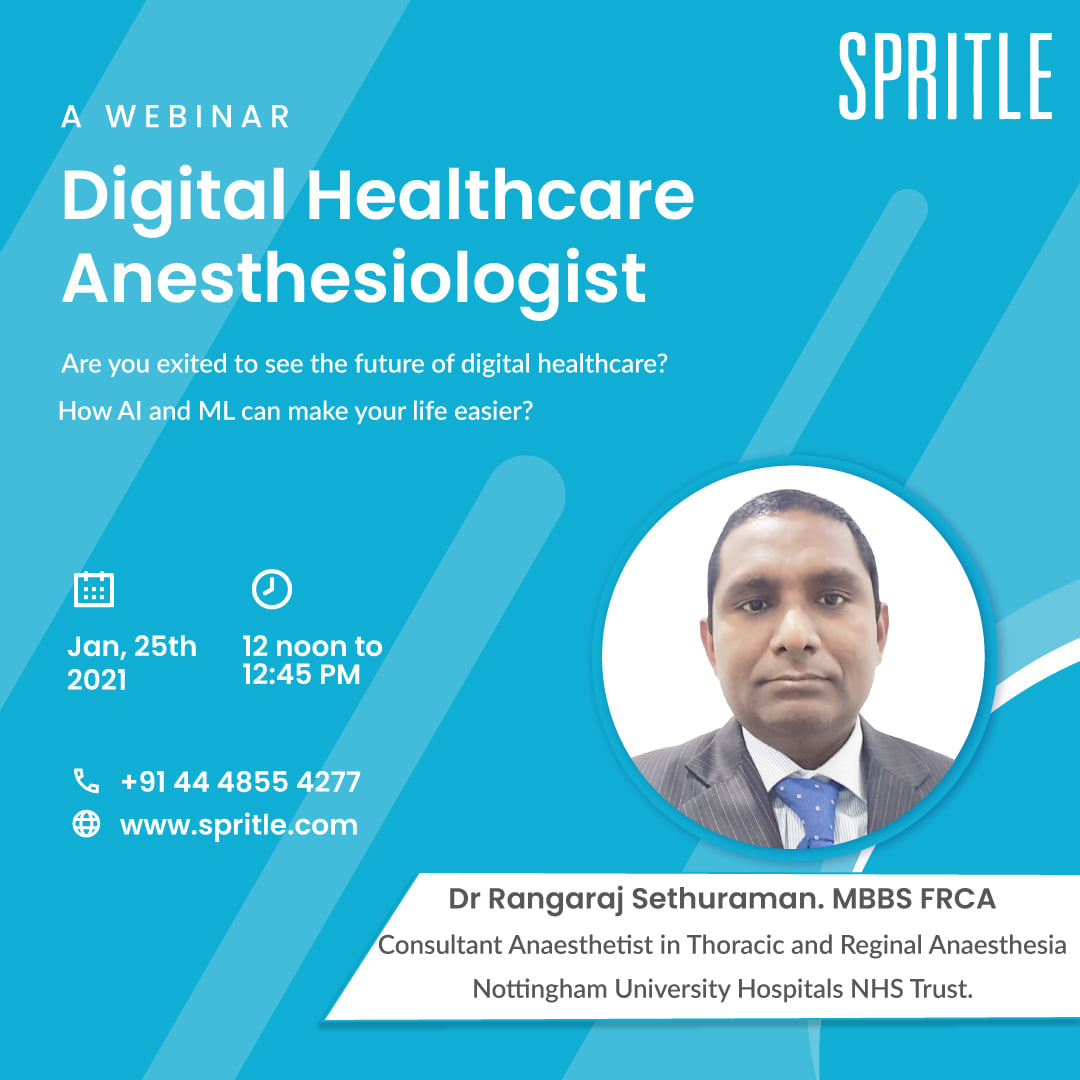 SPRITLE
A WEBINAR
Digital Healthcare
Anesthesiologist
Are you exited to see the future of digital healthcare?
How AI and ML can make your life easier?
Jan, 25th
2021
12 noon to
12:45 PM
+91 44 4855 4277
www.spritle.com
Dr Rangaraj Sethuraman. MBBS FRCA
Consultant Anaesthetist in Thoracic and Reginal Anaesthesia
Nottingham University Hospitals NHS Trust.